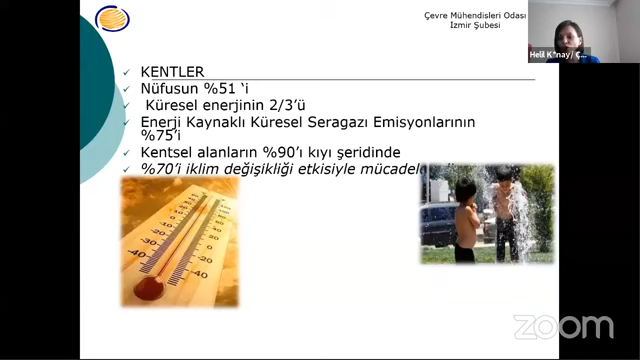 Çevre Mühendisleri Odası
İzmir Şubesi
KENTLER
Nüfusun %51 'i
Küresel enerjinin 2/3'ü
Enerji Kaynaklı Küresel Seragazı Emisyonlarının
%75'i
Kentsel alanların %90'ı kıyı şeridinde
%70'i iklim değişikliği etkisiyle mücadele
zoom